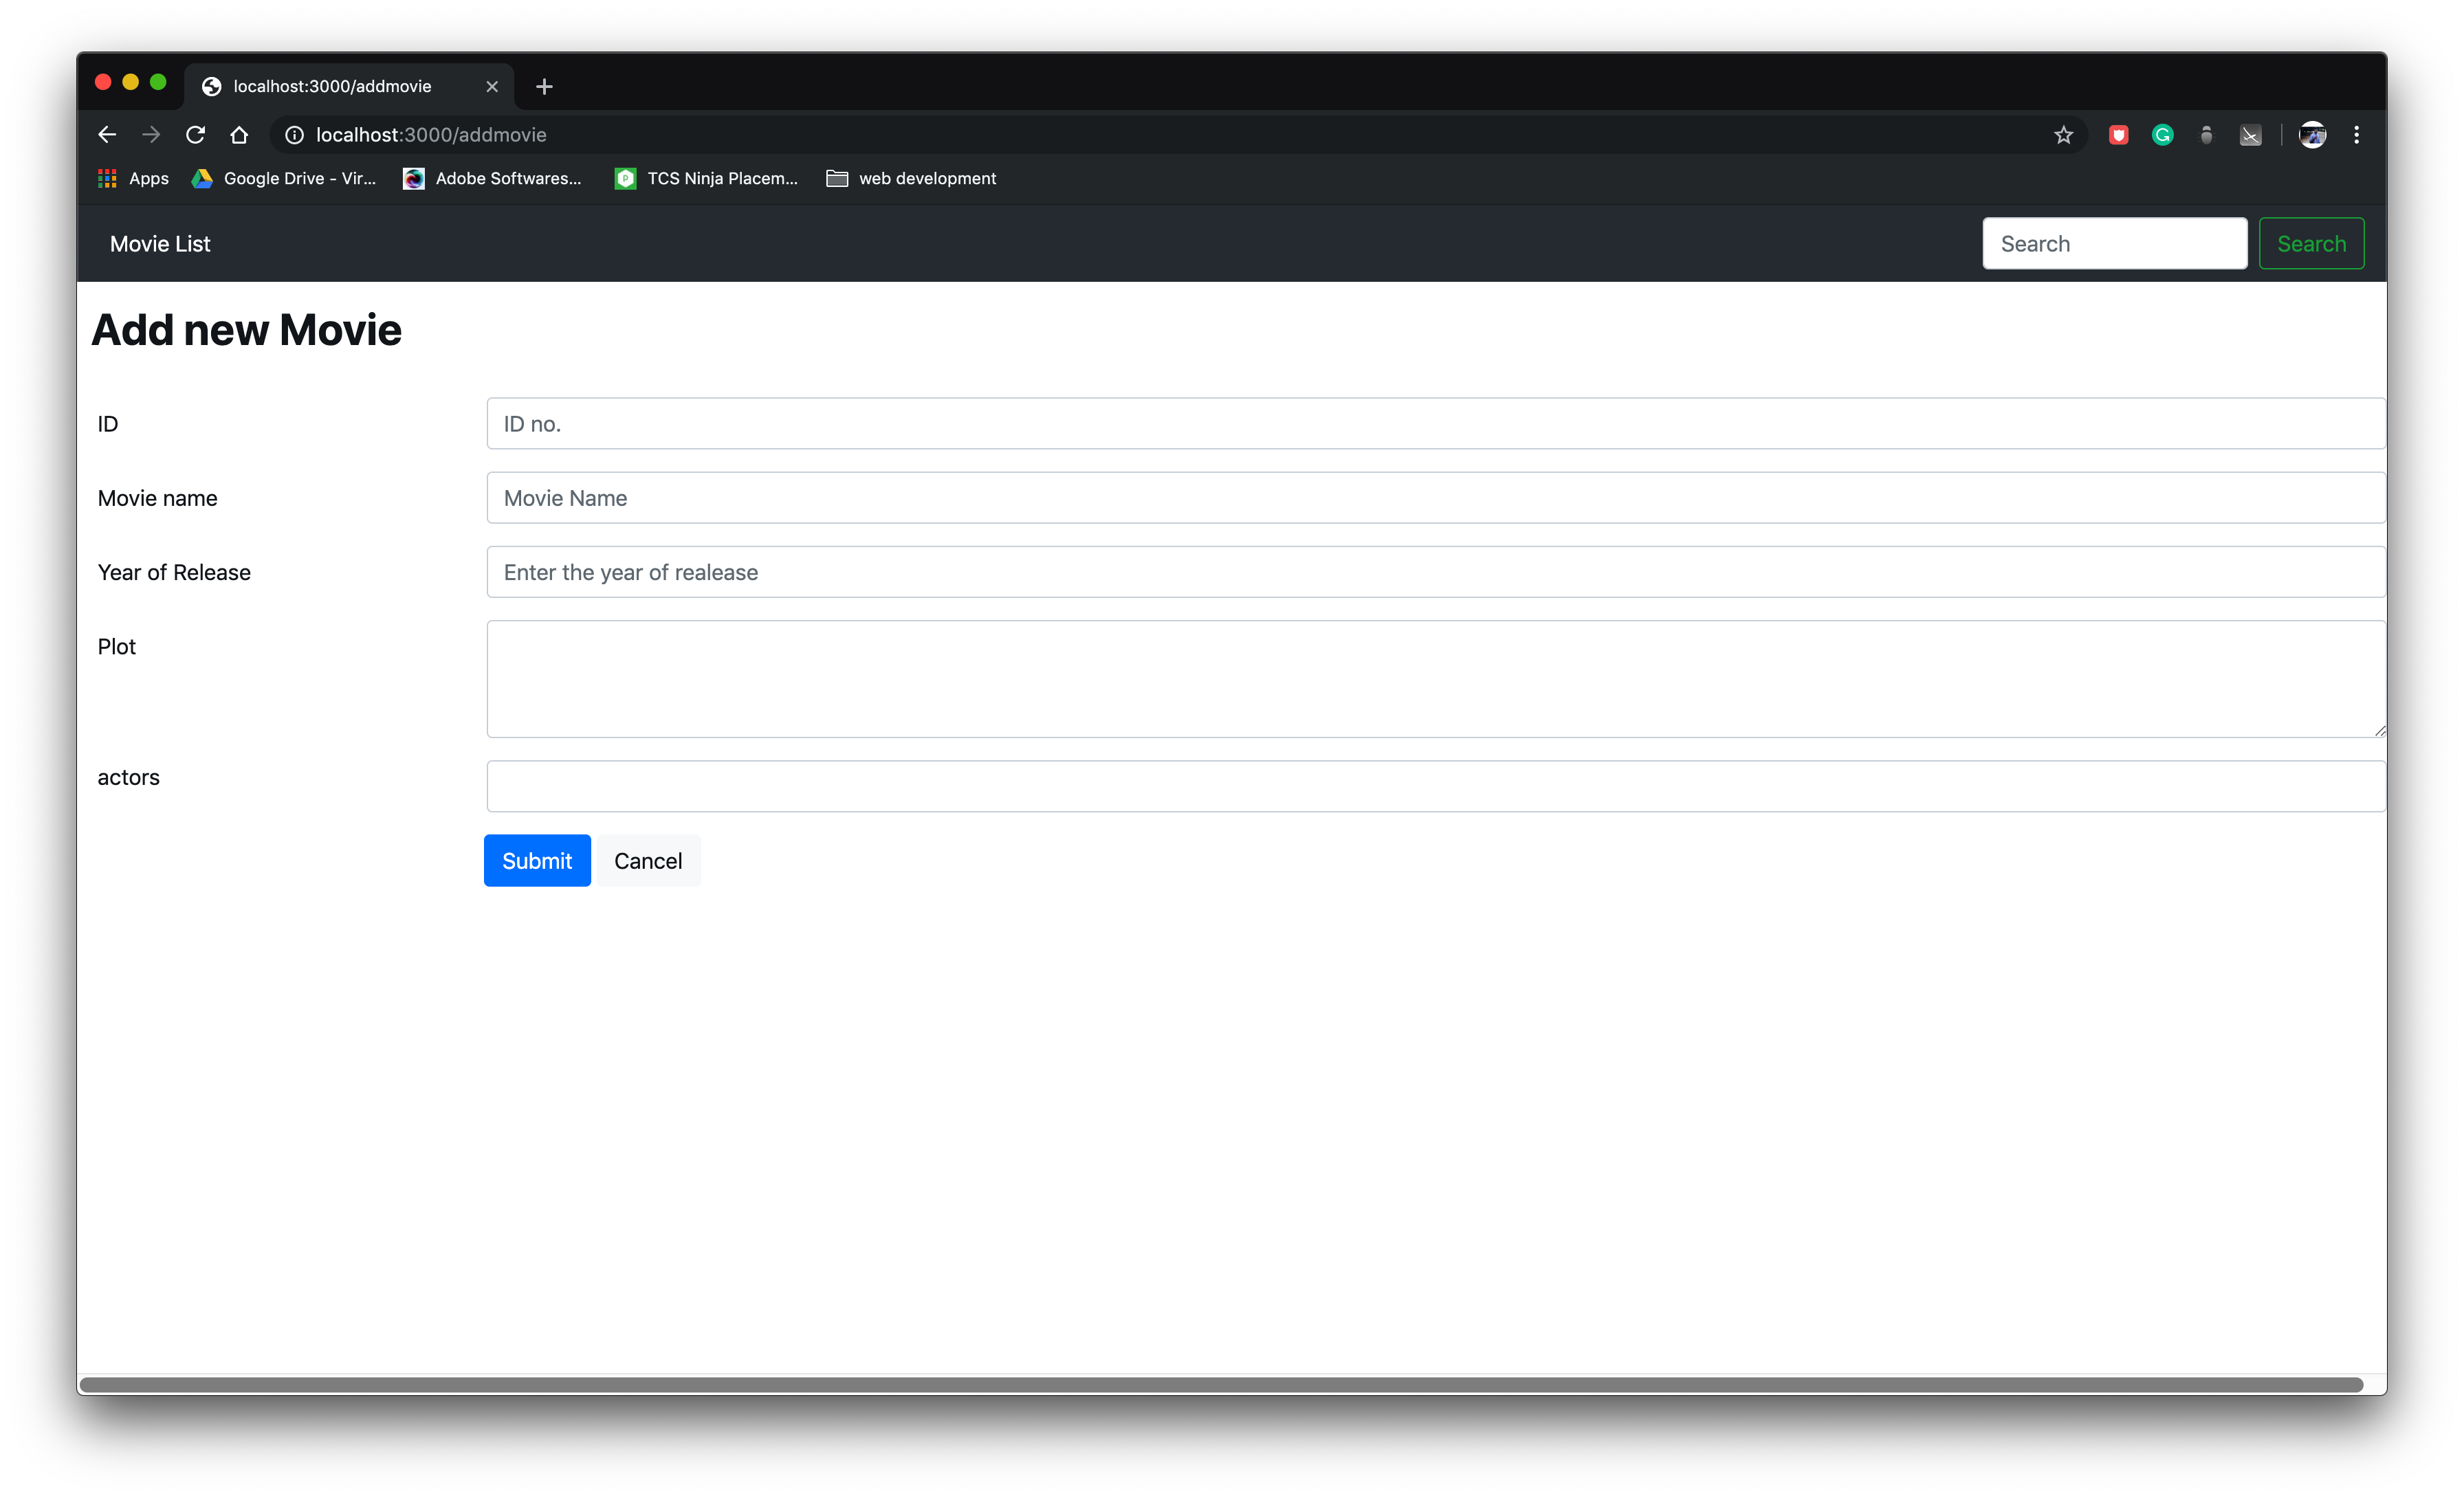 localhost:3000/addmovie
localhost:3000/addmovie
Apps Google Drive - Vir... Adobe Softwares... TCS Ninja Placem... web development
Movie List Search Search
Add new Movie
ID ID no.
Movie name Movie Name
Year of Release Enter the year of realease
Plot
actors
Submit Cancel